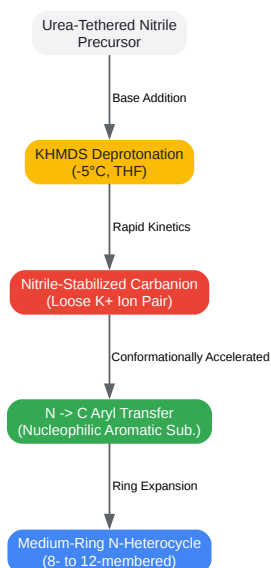 Urea-Tethered Nitrile
Precursor
Base Addition
KHMDS Deprotonation
(-5°C, THF)
Rapid Kinetics
Nitrile-Stabilized Carbanion
(Loose K+ Ion Pair)
Conformationally Accelerated
N -> C Aryl Transfer
(Nucleophilic Aromatic Sub.)
Ring Expansion
Medium-Ring N-Heterocycle
(8- to 12-membered)